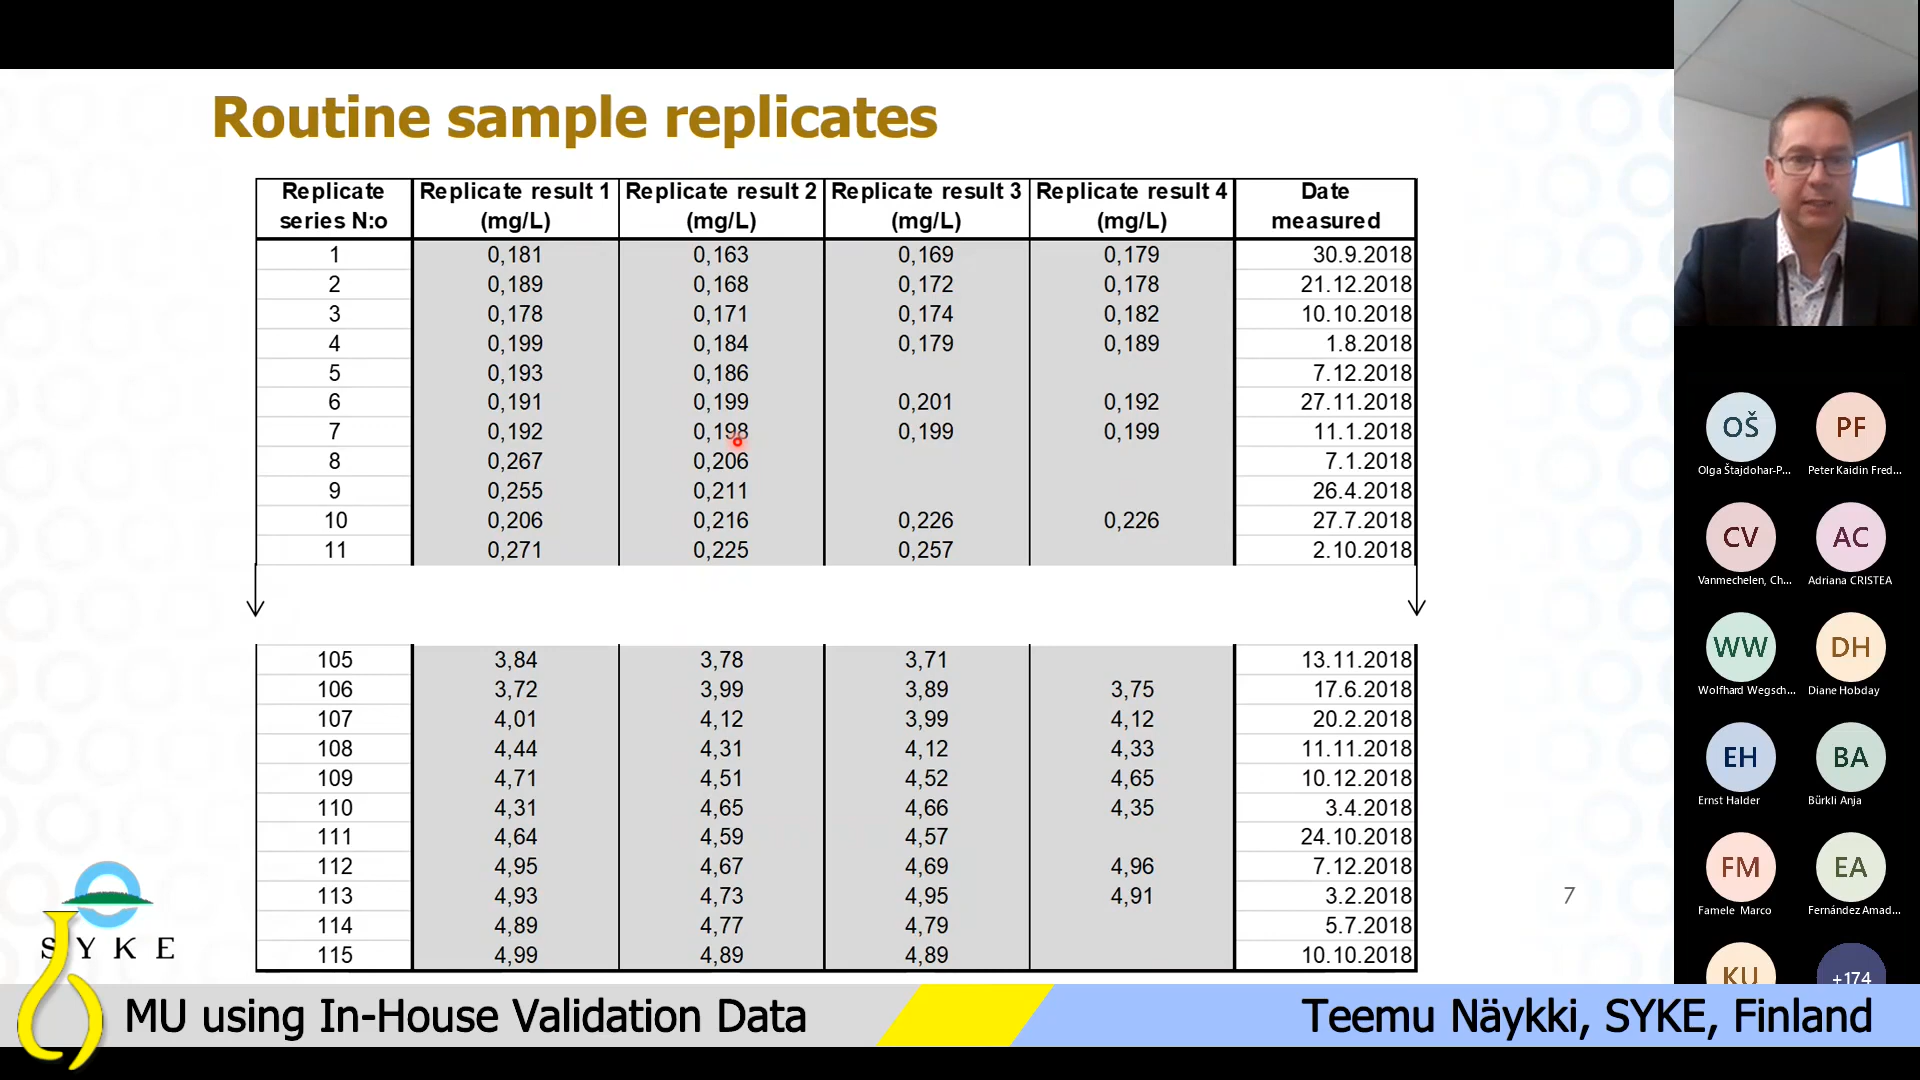 Routine sample replicates
Replicate series N:o Replicate result 1 (mg/L) Replicate result 2 (mg/L) Replicate result 3 (mg/L) Replicate result 4 (mg/L) Date measured
1 0,181 0,163 0,169 0,179 30.9.2018
2 0,189 0,168 0,172 0,178 21.12.2018
3 0,178 0,171 0,174 0,182 10.10.2018
4 0,199 0,184 0,179 0,189 1.8.2018
5 0,193 0,186 7.12.2018
6 0,191 0,199 0,201 0,192 27.11.2018
7 0,192 0,198 0,199 0,199 11.1.2018
8 0,267 0,206 7.1.2018
9 0,255 0,211 26.4.2018
10 0,206 0,216 0,226 0,226 27.7.2018
11 0,271 0,225 0,257 2.10.2018
105 3,84 3,78 3,71 13.11.2018
106 3,72 3,99 3,89 3,75 17.6.2018
107 4,01 4,12 3,99 4,12 20.2.2018
108 4,44 4,31 4,12 4,33 11.11.2018
109 4,71 4,51 4,52 4,65 10.12.2018
110 4,31 4,65 4,66 4,35 3.4.2018
111 4,64 4,59 4,57 24.10.2018
112 4,95 4,67 4,69 4,96 7.12.2018
113 4,93 4,73 4,95 4,91 3.2.2018
114 4,89 4,77 4,79 5.7.2018
115 4,99 4,89 4,89 10.10.2018
7
SYKE
MU using In-House Validation Data
Teemu Näykki, SYKE, Finland
OŠ PF
Olga Štajdohar-P... Peter Kaidin Fred...
CV AC
Vanmechelen, Ch... Adriana CRISTEA
WW DH
Wolfhard Wegsch... Diane Hobday
EH BA
Ernst Halder Bürkli Anja
FM EA
Famele Marco Fernández Amad...
KU +174